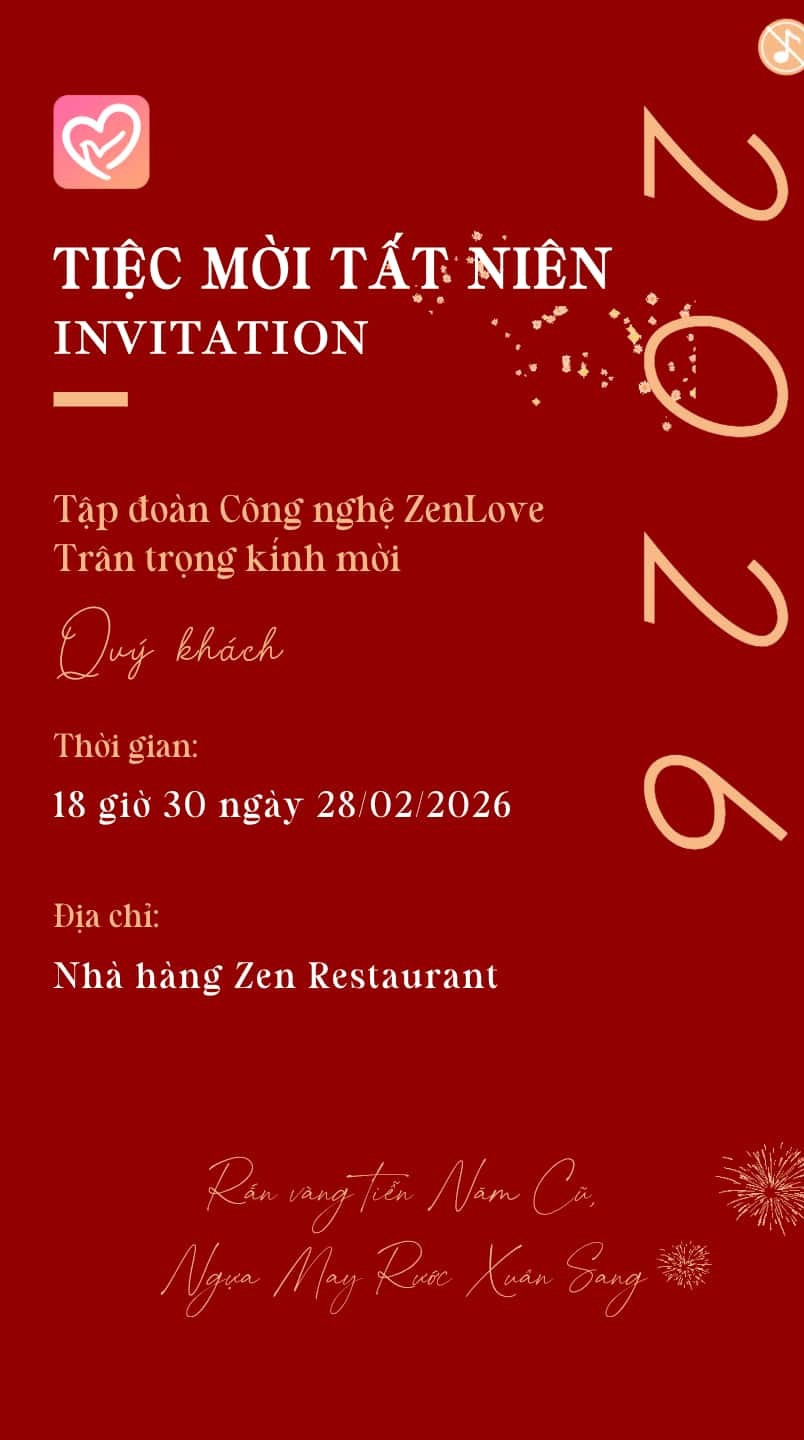 TIỆC MỜI TẤT NIÊN
INVITATION
Tập đoàn Công nghệ ZenLove
Trân trọng kính mời
Quý khách
Thời gian:
18 giờ 30 ngày 28/02/2026
Địa chỉ:
Nhà hàng Zen Restaurant
2026
Rắn vàng tiễn Năm Cũ,
Ngựa May Rước Xuân Sang